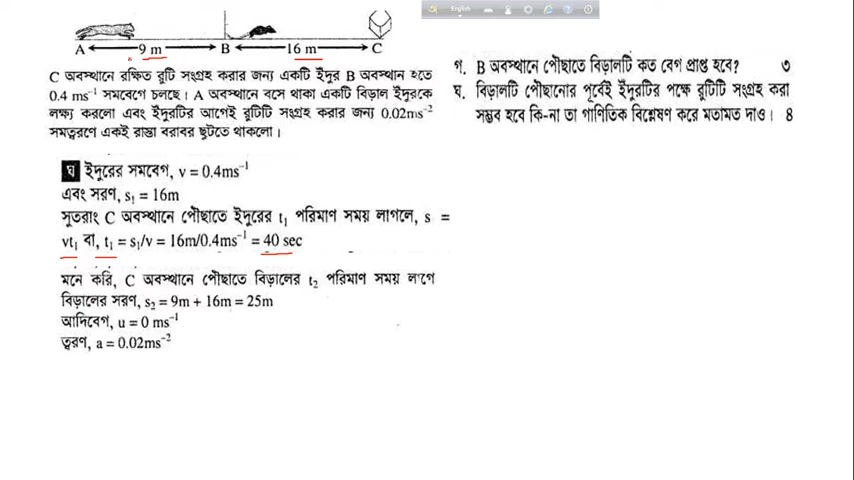 English
A 9 m B 16 m C
C অবস্থানে রক্ষিত রুটি সংগ্রহ করার জন্য একটি ইঁদুর B অবস্থান হতে
0.4 ms⁻¹ সমবেগে চলছে। A অবস্থানে বসে থাকা একটি বিড়াল ইঁদুরকে
লক্ষ্য করলো এবং ইঁদুরটির আগেই রুটিটি সংগ্রহ করার জন্য 0.02ms⁻²
সমত্বরণে একই রাস্তা বরাবর ছুটতে থাকলো।
গ. B অবস্থানে পৌছাতে বিড়ালটি কত বেগ প্রাপ্ত হবে? ৩
ঘ. বিড়ালটি পৌছানোর পূর্বেই ইঁদুরটির পক্ষে রুটিটি সংগ্রহ করা
সম্ভব হবে কি-না তা গাণিতিক বিশ্লেষণ করে মতামত দাও। ৪
ঘ ইদুরের সমবেগ, v = 0.4ms⁻¹
এবং সরণ, s₁ = 16m
সুতরাং C অবস্থানে পৌছাতে ইদুরের t₁ পরিমাণ সময় লাগলে, s =
vt₁ বা, t₁ = s₁/v = 16m/0.4ms⁻¹ = 40 sec
মনে করি, C অবস্থানে পৌছাতে বিড়ালের t₂ পরিমাণ সময় লাগে
বিড়ালের সরণ, s₂ = 9m + 16m = 25m
আদিবেগ, u = 0 ms⁻¹
ত্বরণ, a = 0.02ms⁻²